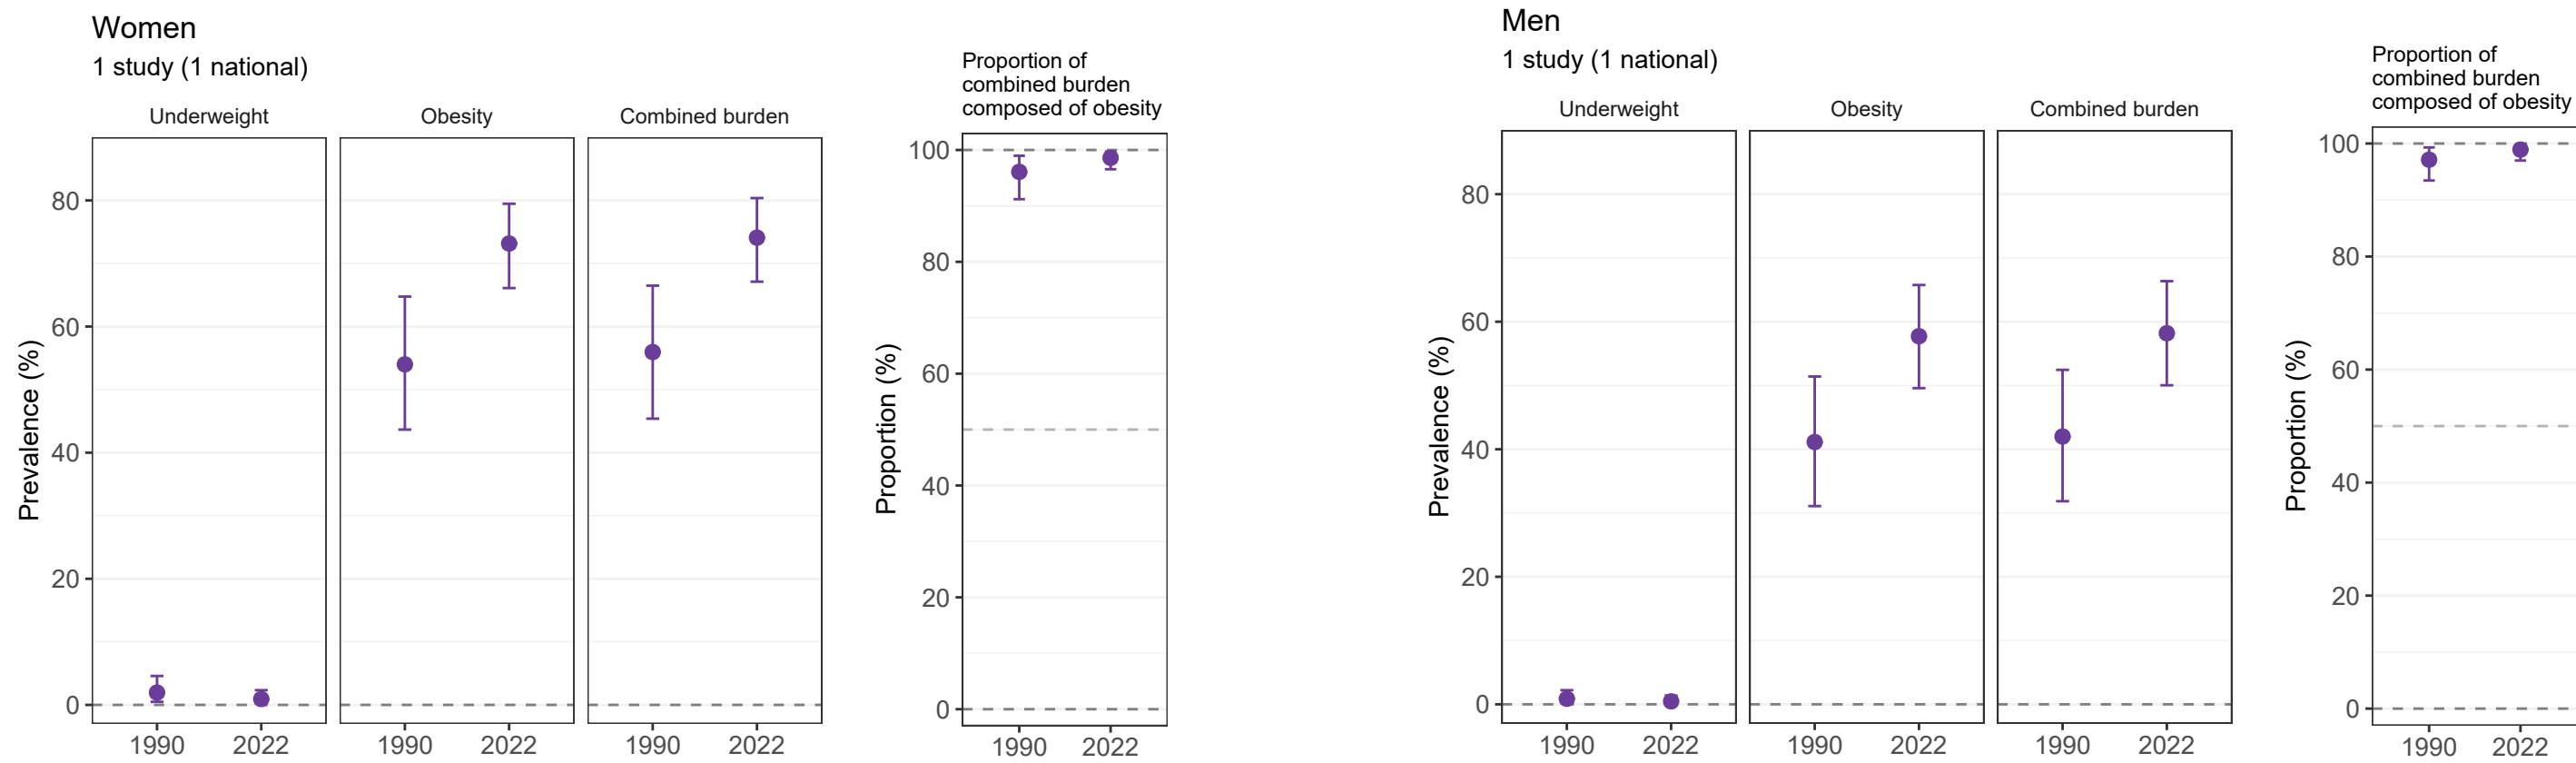 Women
1 study (1 national)
Underweight
Obesity
Combined burden
Prevalence (%)
80
60
40
20
0
1990 2022
1990 2022
1990 2022
Proportion of
combined burden
composed of obesity
Proportion (%)
100
80
60
40
20
0
1990 2022
Men
1 study (1 national)
Underweight
Obesity
Combined burden
Prevalence (%)
80
60
40
20
0
1990 2022
1990 2022
1990 2022
Proportion of
combined burden
composed of obesity
Proportion (%)
100
80
60
40
20
0
1990 2022